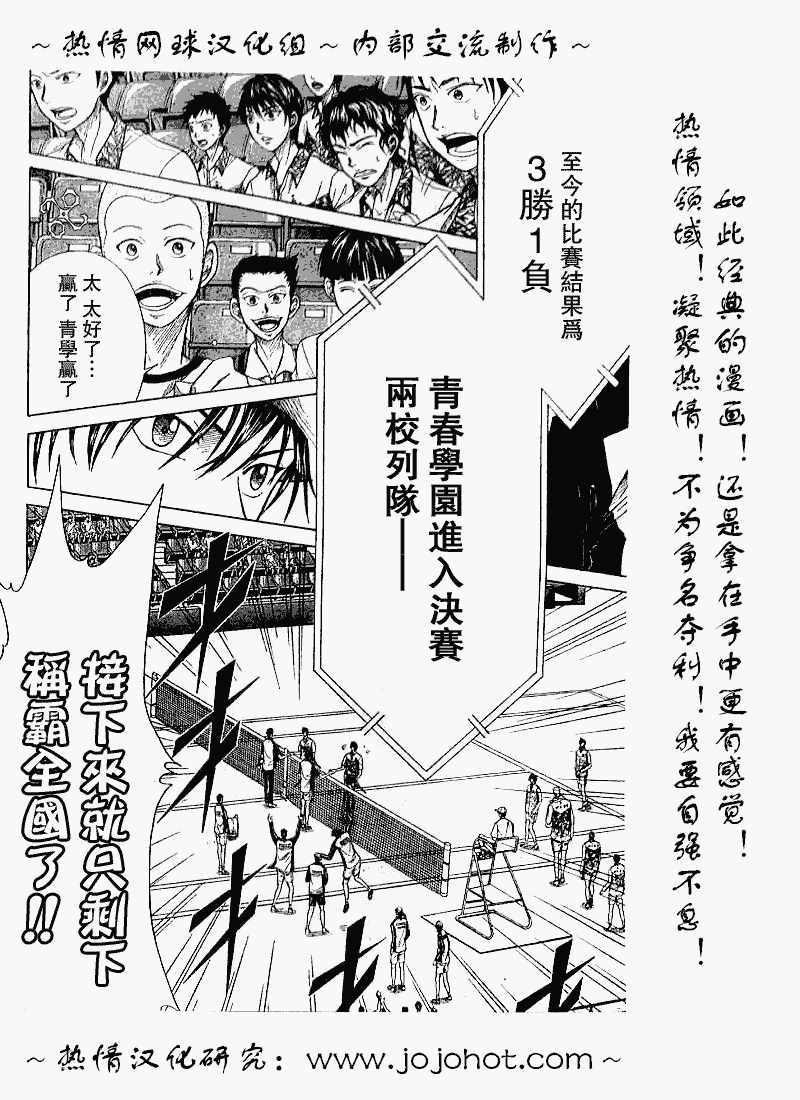 ~热情网球汉化组~内部交流制作~
至今的比賽結果爲
3勝1負
青春學園進入決賽
兩校列隊——
太 太好了…
贏了 青學贏了
接下來就只剩下
稱霸全國了!!
如此经典的漫画！还是拿在手中更有感觉！
热情领域！凝聚热情！不为争名夺利！我要自强不息！
~热情汉化研究：www.jojohot.com~